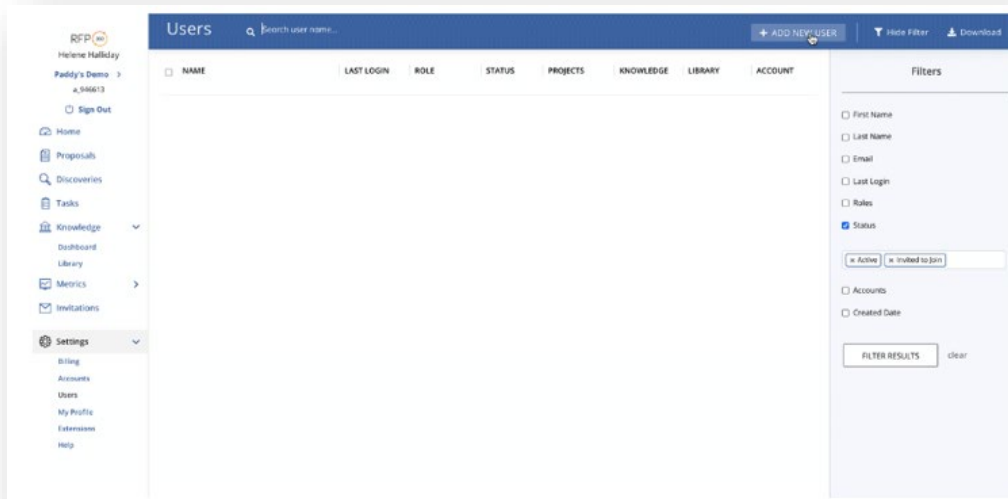 RFP 360
Helene Halliday
Paddy's Demo >
a_946613
Sign Out
Home
Proposals
Discoveries
Tasks
Knowledge
Dashboard
Library
Metrics
Invitations
Settings
Billing
Accounts
Users
My Profile
Extensions
Help
Users
Search user name...
+ ADD NEW USER
Hide Filter
Download
NAME LAST LOGIN ROLE STATUS PROJECTS KNOWLEDGE LIBRARY ACCOUNT
Filters
First Name
Last Name
Email
Last Login
Roles
Status
× Active × Invited to Join
Accounts
Created Date
FILTER RESULTS clear